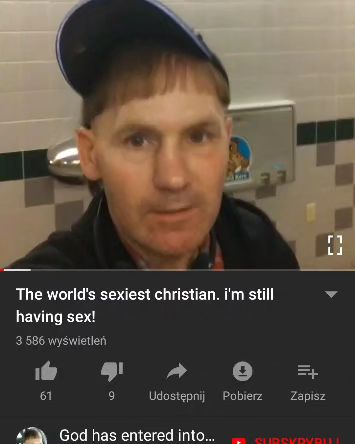 The world's sexiest christian. i'm still
having sex!
3 586 wyświetleń
61
9
Udostępnij
Pobierz
Zapisz
God has entered into...
SUBSKRYBUJ